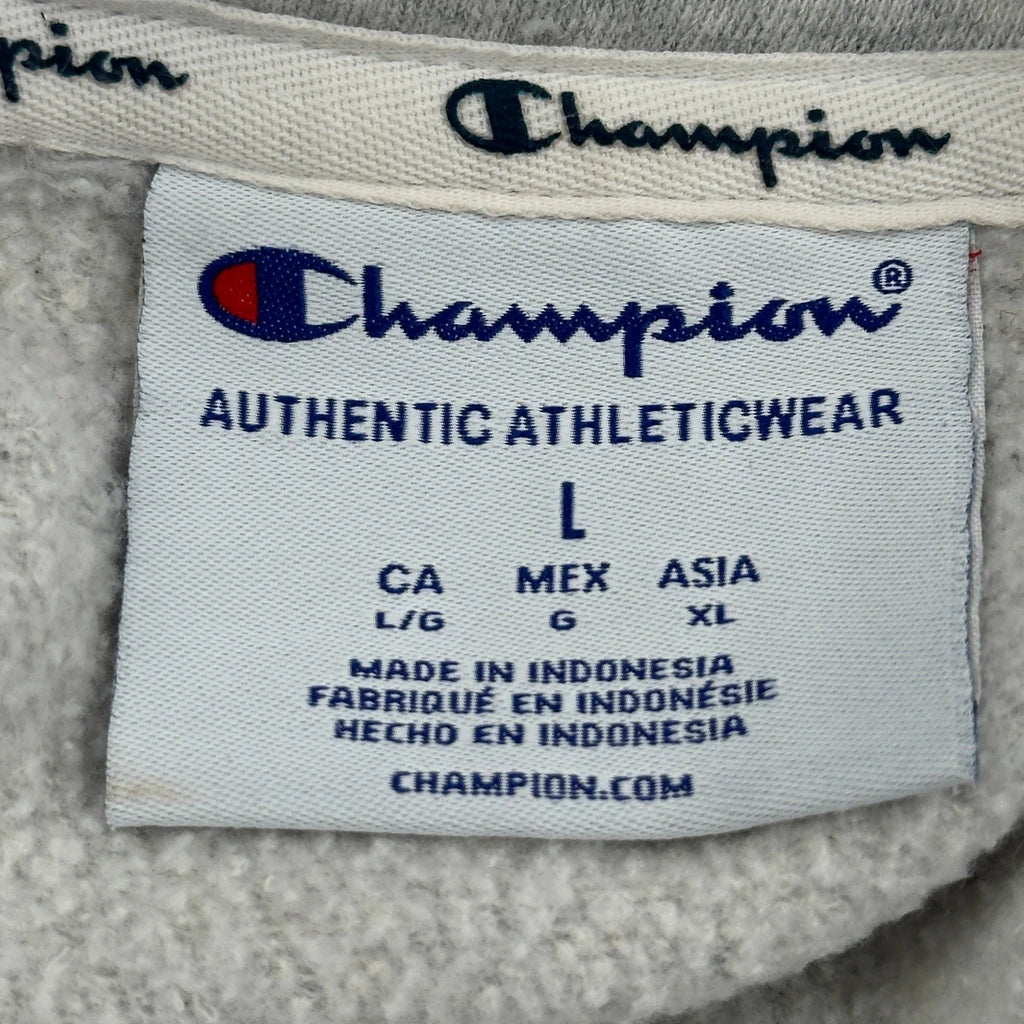 pion Champion
Champion®
AUTHENTIC ATHLETICWEAR
L
CA MEX ASIA
L/G G XL
MADE IN INDONESIA
FABRIQUÉ EN INDONÉSIE
HECHO EN INDONESIA
CHAMPION.COM